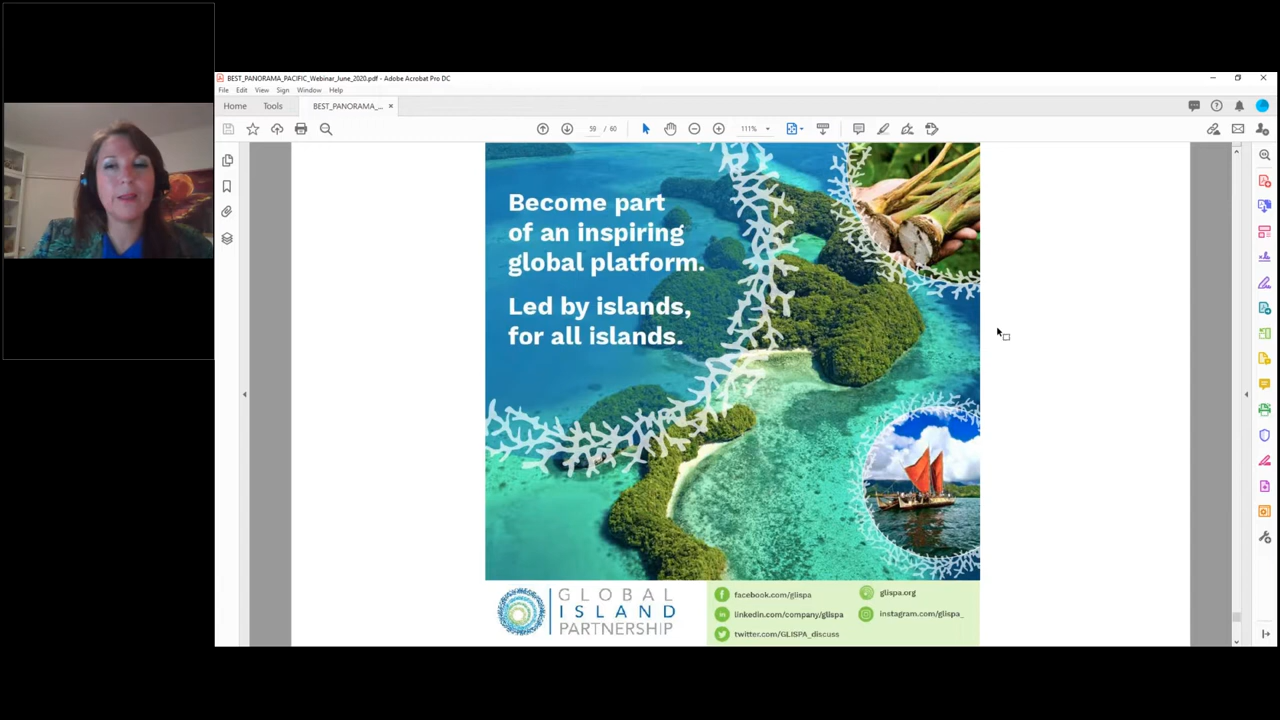 BEST_PANORAMA_PACIFIC_Webinar_June_2020.pdf - Adobe Acrobat Pro DC
File Edit View Sign Window Help
Home Tools BEST_PANORAMA_... ×
59 / 60 111%
Become part
of an inspiring
global platform.
Led by islands,
for all islands.
GLOBAL
ISLAND
PARTNERSHIP
facebook.com/glispa
linkedin.com/company/glispa
twitter.com/GLISPA_discuss
glispa.org
instagram.com/glispa_